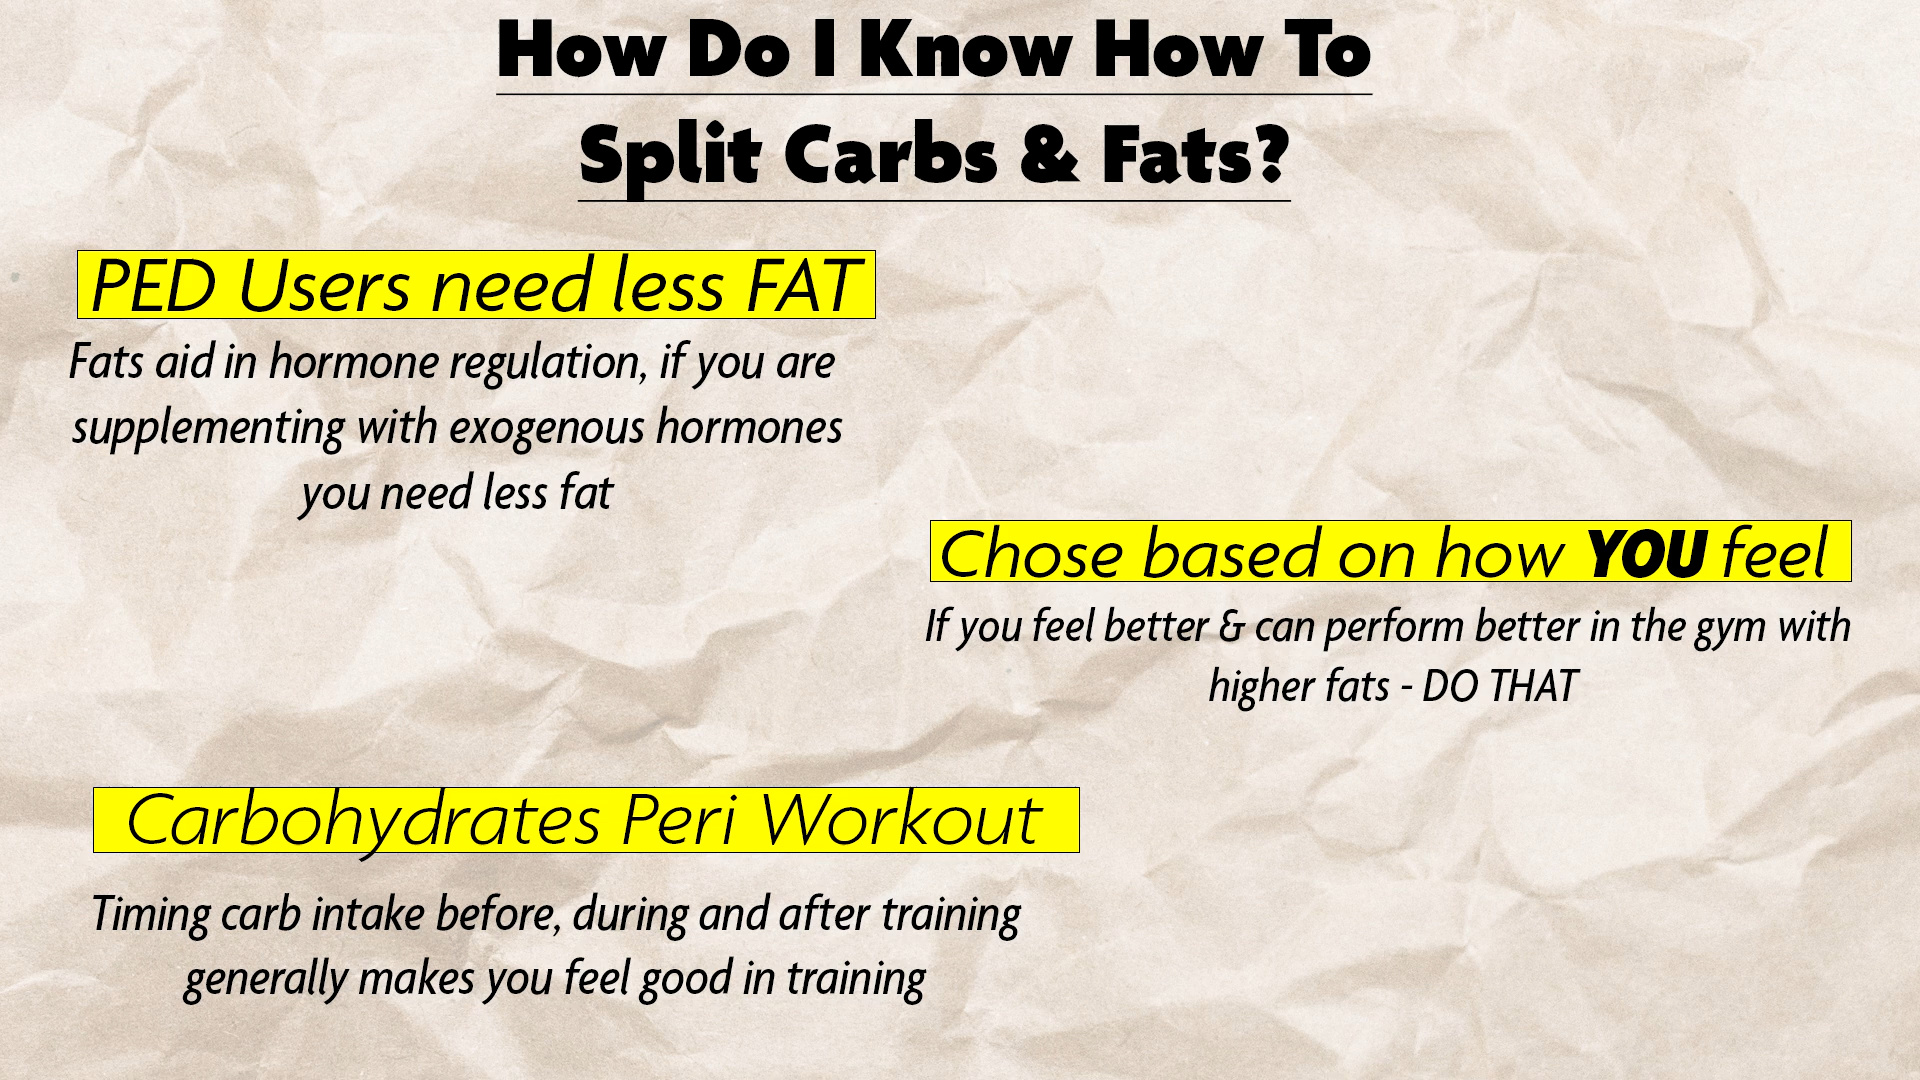 How Do I Know How To
Split Carbs & Fats?
PED Users need less FAT
Fats aid in hormone regulation, if you are
supplementing with exogenous hormones
you need less fat
Chose based on how YOU feel
If you feel better & can perform better in the gym with
higher fats - DO THAT
Carbohydrates Peri Workout
Timing carb intake before, during and after training
generally makes you feel good in training